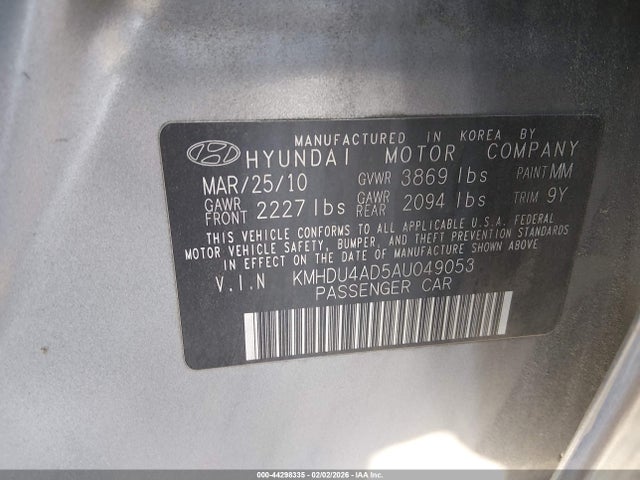 MANUFACTURED IN KOREA BY
HYUNDAI MOTOR COMPANY
MAR/25/10 GVWR 3869 lbs PAINT MM
GAWR FRONT 2227 lbs GAWR REAR 2094 lbs TRIM 9Y
THIS VEHICLE CONFORMS TO ALL APPLICABLE U.S.A. FEDERAL
MOTOR VEHICLE SAFETY, BUMPER, AND THEFT PREVENTION STANDARDS
IN EFFECT ON THE DATE OF MANUFACTURE SHOWN ABOVE
V.I.N KMHDU4AD5AU049053
PASSENGER CAR
000-44298335 - 02/02/2026 - IAAI.COM